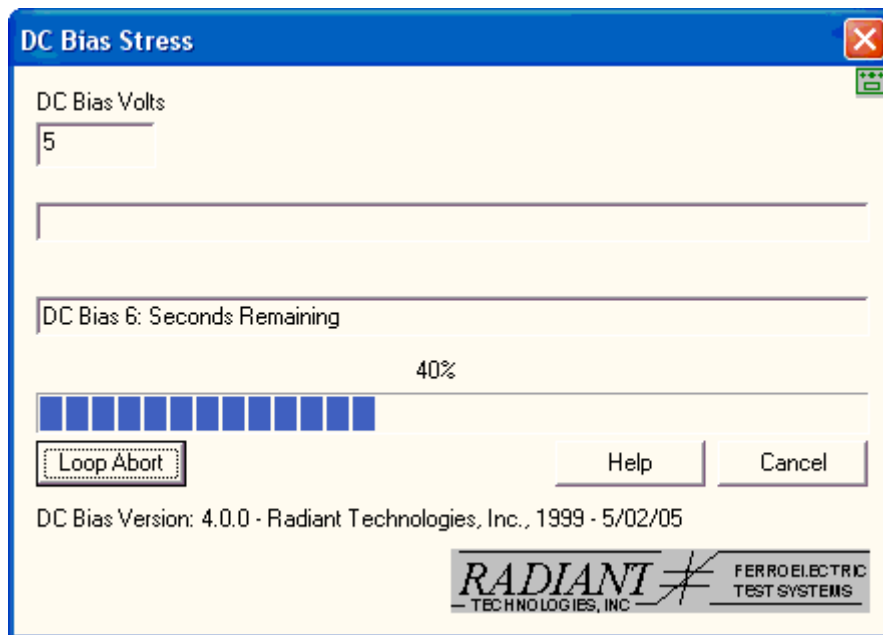 DC Bias Stress
DC Bias Volts
5
DC Bias 6: Seconds Remaining
40%
Loop Abort
Help
Cancel
DC Bias Version: 4.0.0 - Radiant Technologies, Inc., 1999 - 5/02/05
RADIANT
TECHNOLOGIES, INC
FERROELECTRIC
TEST SYSTEMS